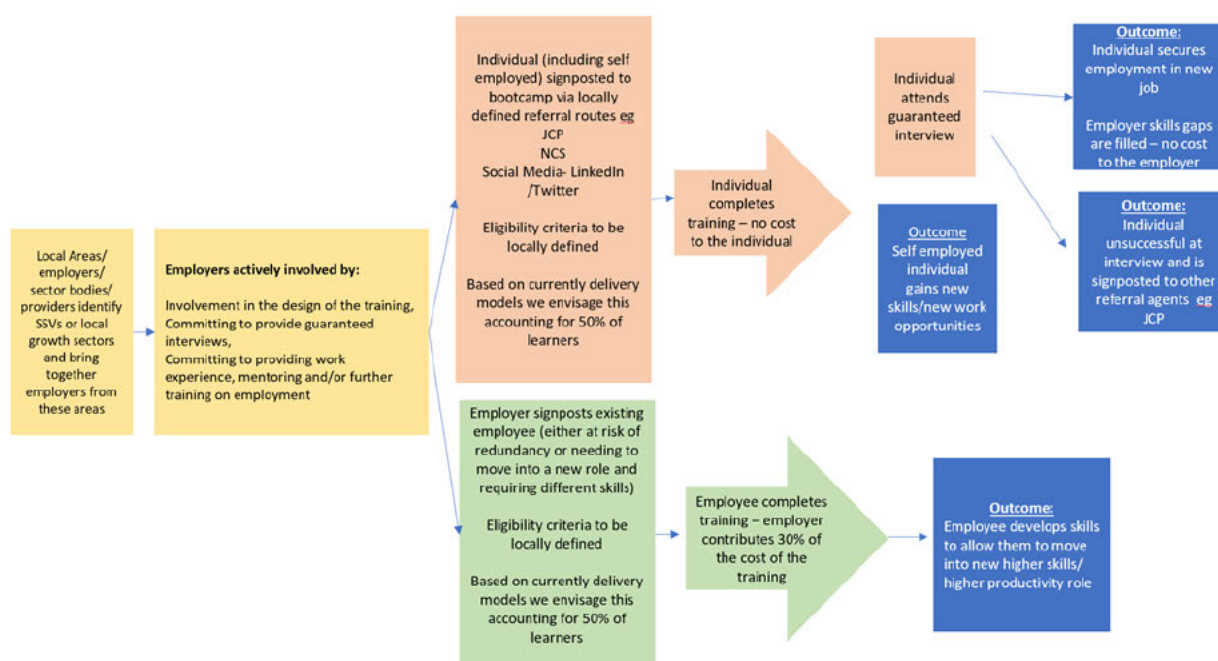 Local Areas/
employers/
sector bodies/
providers identify
SSVs or local
growth sectors
and bring
together
employers from
these areas
Employers actively involved by:
Involvement in the design of the training,
Committing to provide guaranteed
interviews,
Committing to providing work
experience, mentoring and/or further
training on employment
Individual (including self
employed) signposted to
bootcamp via locally
defined referral routes eg
JCP
NCS
Social Media- LinkedIn
/Twitter
Eligibility criteria to be
locally defined
Based on currently delivery
models we envisage this
accounting for 50% of
learners
Individual
completes
training – no cost
to the individual
Individual
attends
guaranteed
interview
Outcome:
Individual secures
employment in new
job
Employer skills gaps
are filled – no cost
to the employer
Outcome
Self employed
individual
gains new
skills/new work
opportunities
Outcome:
Individual
unsuccessful at
interview and is
signposted to other
referral agents eg
JCP
Employer signposts existing
employee (either at risk of
redundancy or needing to
move into a new role and
requiring different skills)
Eligibility criteria to be
locally defined
Based on currently delivery
models we envisage this
accounting for 50% of
learners
Employee completes
training – employer
contributes 30% of
the cost of the
training
Outcome:
Employee develops skills
to allow them to move
into new higher skills/
higher productivity role